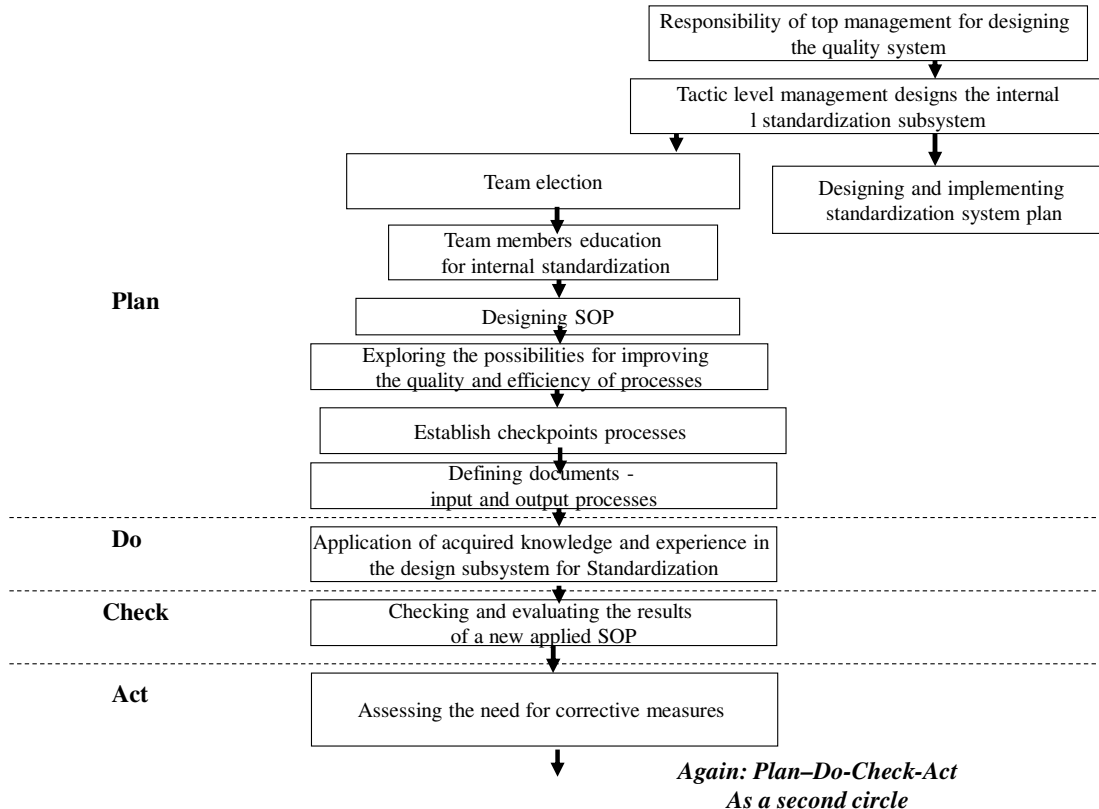 Responsibility of top management for designing
the quality system
Tactic level management designs the internal
l standardization subsystem
Team election
Designing and implementing
standardization system plan
Team members education
for internal standardization
Plan
Designing SOP
Exploring the possibilities for improving
the quality and efficiency of processes
Establish checkpoints processes
Defining documents -
input and output processes
Do
Application of acquired knowledge and experience in
the design subsystem for Standardization
Check
Checking and evaluating the results
of a new applied SOP
Act
Assessing the need for corrective measures
Again: Plan–Do-Check-Act
As a second circle